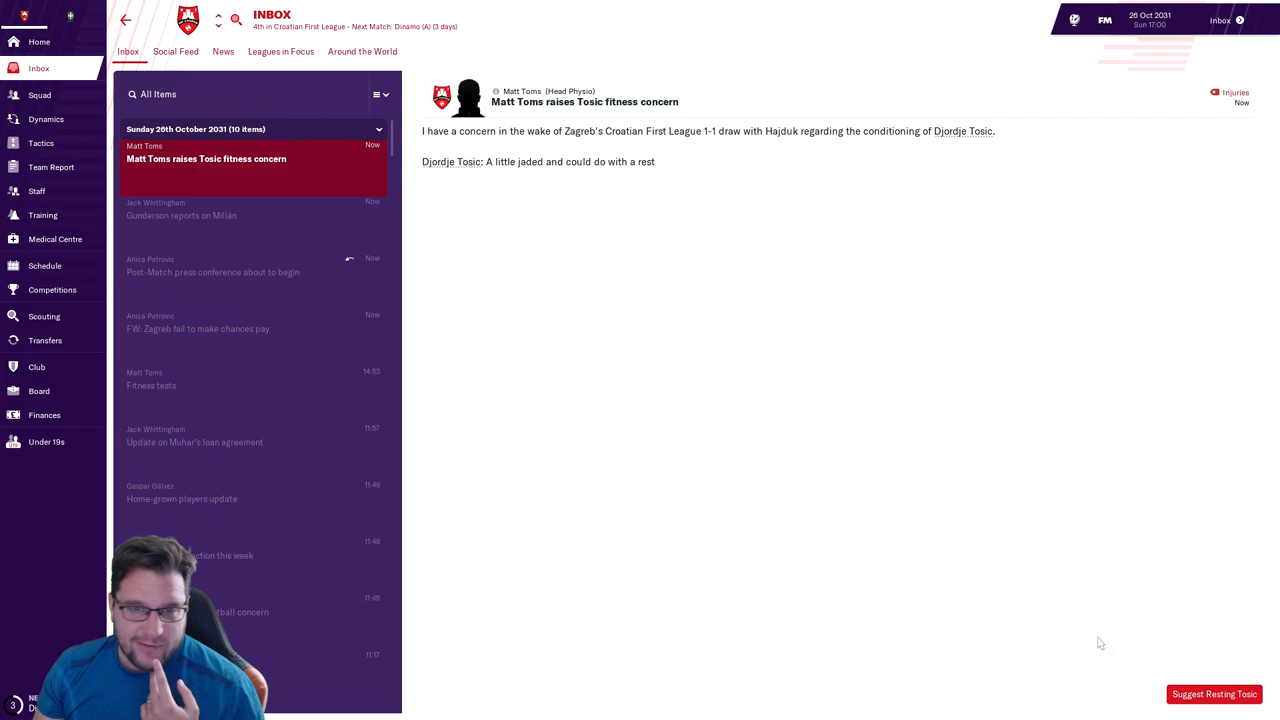 INBOX
4th in Croatian First League - Next Match: Dinamo (A) (3 days)
FM
26 Oct 2031
Sun 17:00
Inbox
Inbox
Social Feed
News
Leagues in Focus
Around the World
Home
Inbox
Squad
Dynamics
Tactics
Team Report
Staff
Training
Medical Centre
Schedule
Competitions
Scouting
Transfers
Club
Board
Finances
Under 19s
3
All Items
Sunday 26th October 2031 (10 items)
Matt Toms
Now
Matt Toms raises Tosic fitness concern
Jack Whittingham
Now
Gunderson reports on Millán
Anica Petrovic
Now
Post-Match press conference about to begin
Anica Petrovic
Now
FW: Zagreb fail to make chances pay
Matt Toms
14:53
Fitness tests
Jack Whittingham
11:57
Update on Muhar's loan agreement
Gaspar Gálvez
11:49
Home-grown players update
11:48
this week
11:45
concern
11:17
Matt Toms (Head Physio)
Matt Toms raises Tosic fitness concern
Injuries
Now
I have a concern in the wake of Zagreb's Croatian First League 1-1 draw with Hajduk regarding the conditioning of Djordje Tosic.
Djordje Tosic: A little jaded and could do with a rest
Suggest Resting Tosic